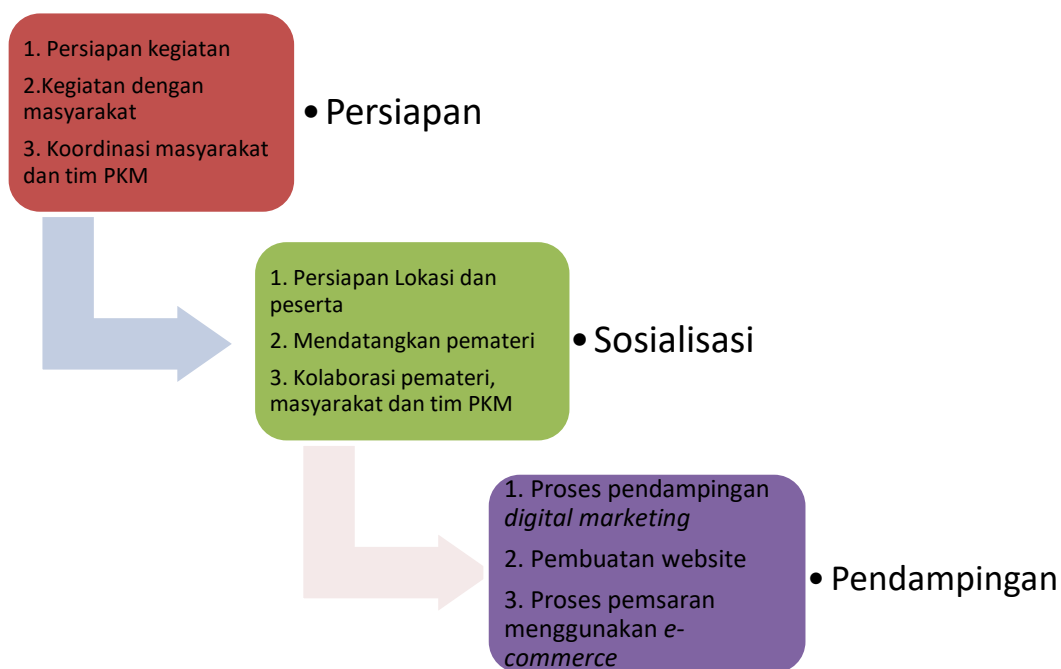 1. Persiapan kegiatan
2.Kegiatan dengan
masyarakat
3. Koordinasi masyarakat
dan tim PKM
• Persiapan
1. Persiapan Lokasi dan
peserta
2. Mendatangkan pemateri
3. Kolaborasi pemateri,
masyarakat dan tim PKM
• Sosialisasi
1. Proses pendampingan
digital marketing
2. Pembuatan website
3. Proses pemsaran
menggunakan e-
commerce
• Pendampingan